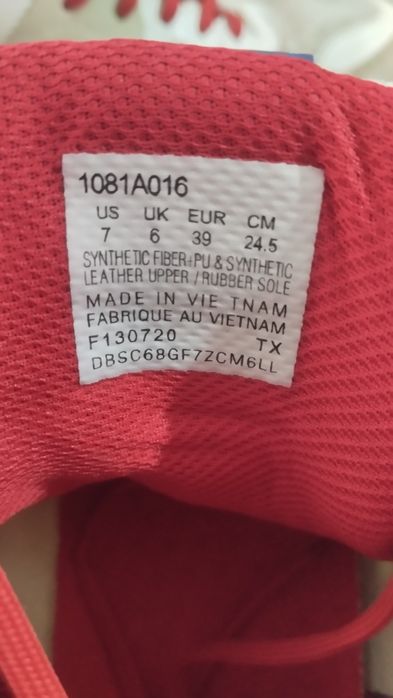 1081A016
US UK EUR CM
7 6 39 24.5
SYNTHETIC FIBER+PU & SYNTHETIC
LEATHER UPPER / RUBBER SOLE
MADE IN VIE TNAM
FABRIQUE AU VIETNAM
F130720 TX
DBSC68GF7ZCM6LL